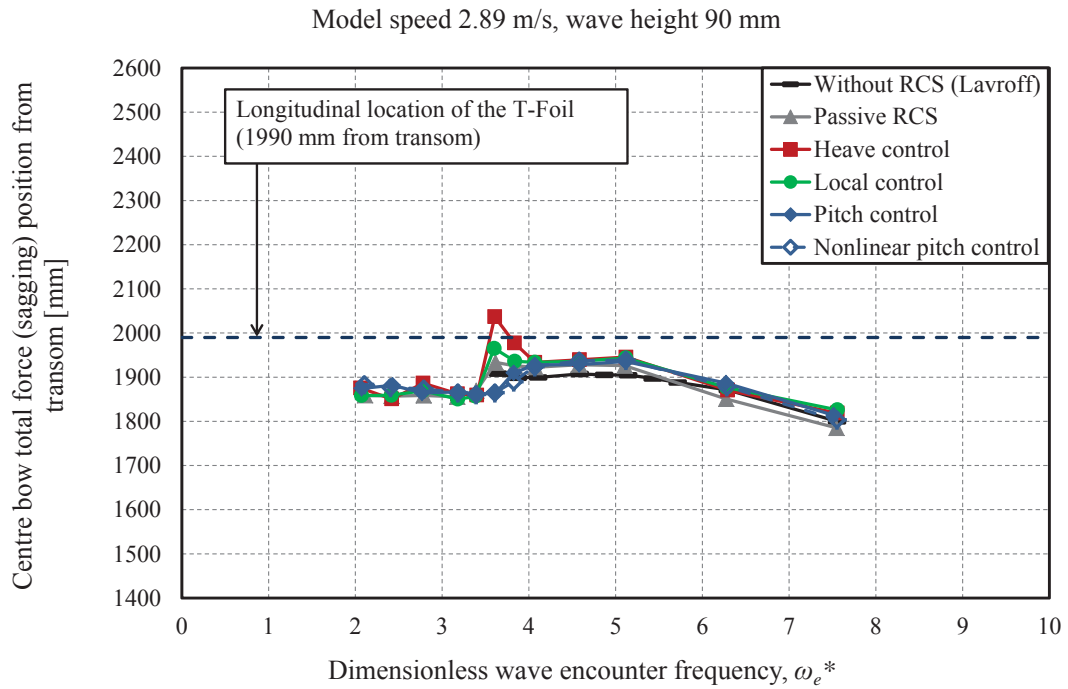 Model speed 2.89 m/s, wave height 90 mm
Centre bow total force (sagging) position from
transom [mm]
2600
2500
2400
2300
2200
2100
2000
1900
1800
1700
1600
1500
1400
Longitudinal location of the T-Foil
(1990 mm from transom)
Without RCS (Lavroff)
Passive RCS
Heave control
Local control
Pitch control
Nonlinear pitch control
0 1 2 3 4 5 6 7 8 9 10
Dimensionless wave encounter frequency, ωₑ*